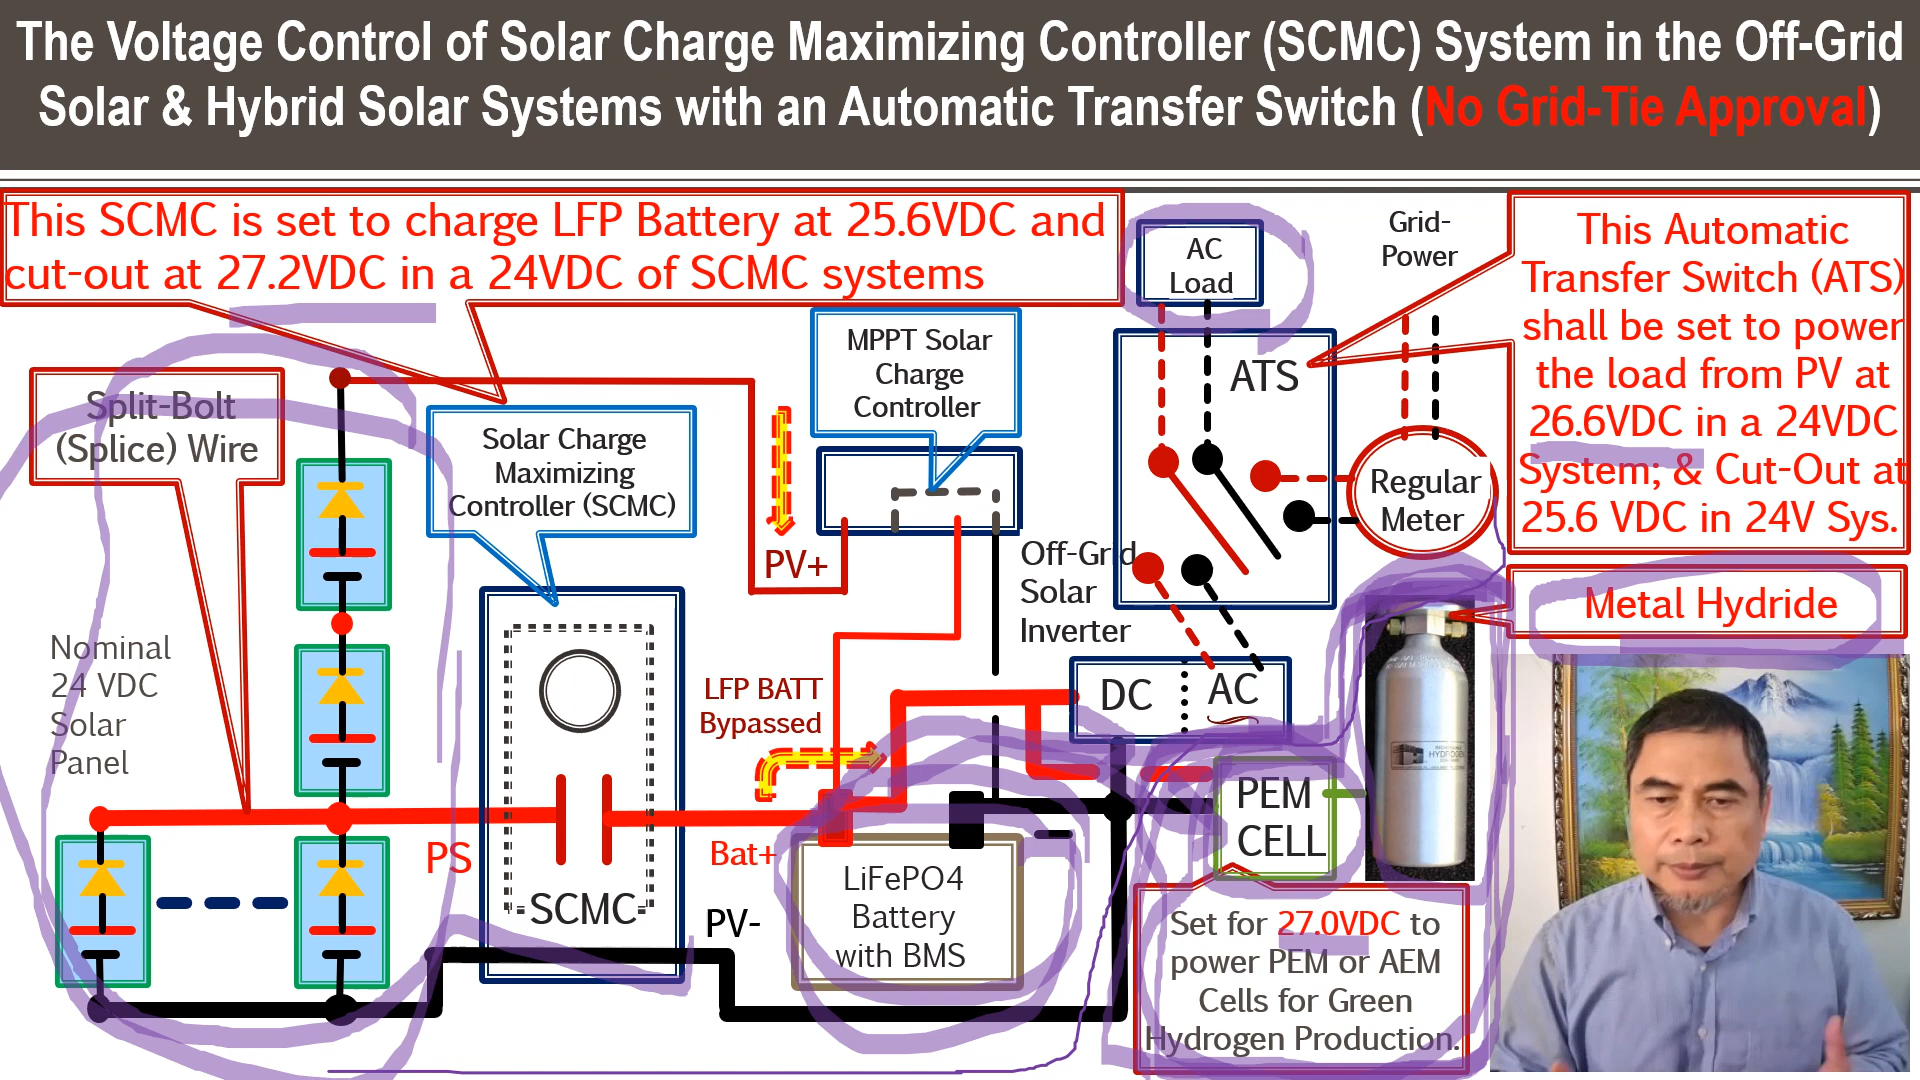 The Voltage Control of Solar Charge Maximizing Controller (SCMC) System in the Off-Grid
Solar & Hybrid Solar Systems with an Automatic Transfer Switch (No Grid-Tie Approval)
This SCMC is set to charge LFP Battery at 25.6VDC and
cut-out at 27.2VDC in a 24VDC of SCMC systems
AC
Load
Grid-
Power
This Automatic
Transfer Switch (ATS)
shall be set to power
the load from PV at
26.6VDC in a 24VDC
System; & Cut-Out at
25.6 VDC in 24V Sys.
MPPT Solar
Charge
Controller
ATS
Split-Bolt
(Splice) Wire
Solar Charge
Maximizing
Controller (SCMC)
Regular
Meter
PV+
Off-Grid
Solar
Inverter
Metal Hydride
Nominal
24 VDC
Solar
Panel
LFP BATT
Bypassed
DC
AC
HYDROGEN
PEM
CELL
PS
Bat+
SCMC
LiFePO4
Battery
with BMS
PV-
Set for 27.0VDC to
power PEM or AEM
Cells for Green
Hydrogen Production.